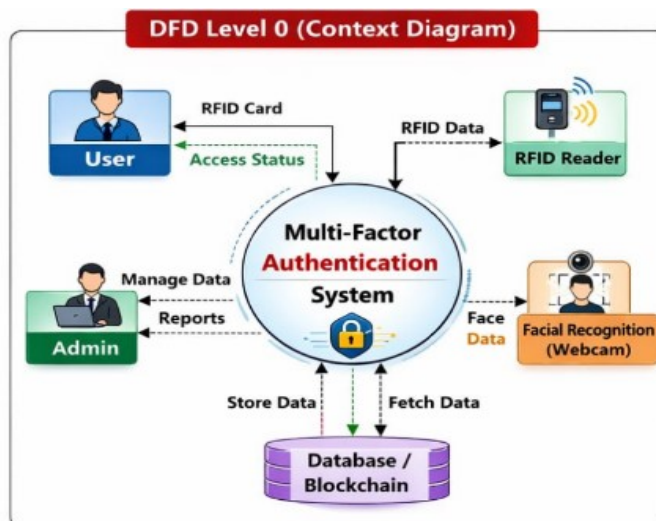 DFD Level 0 (Context Diagram)
RFID Card
User
Access Status
RFID Data
RFID Reader
Multi-Factor
Authentication
System
Manage Data
Reports
Admin
Face
Data
Facial Recognition
(Webcam)
Store Data
Fetch Data
Database /
Blockchain